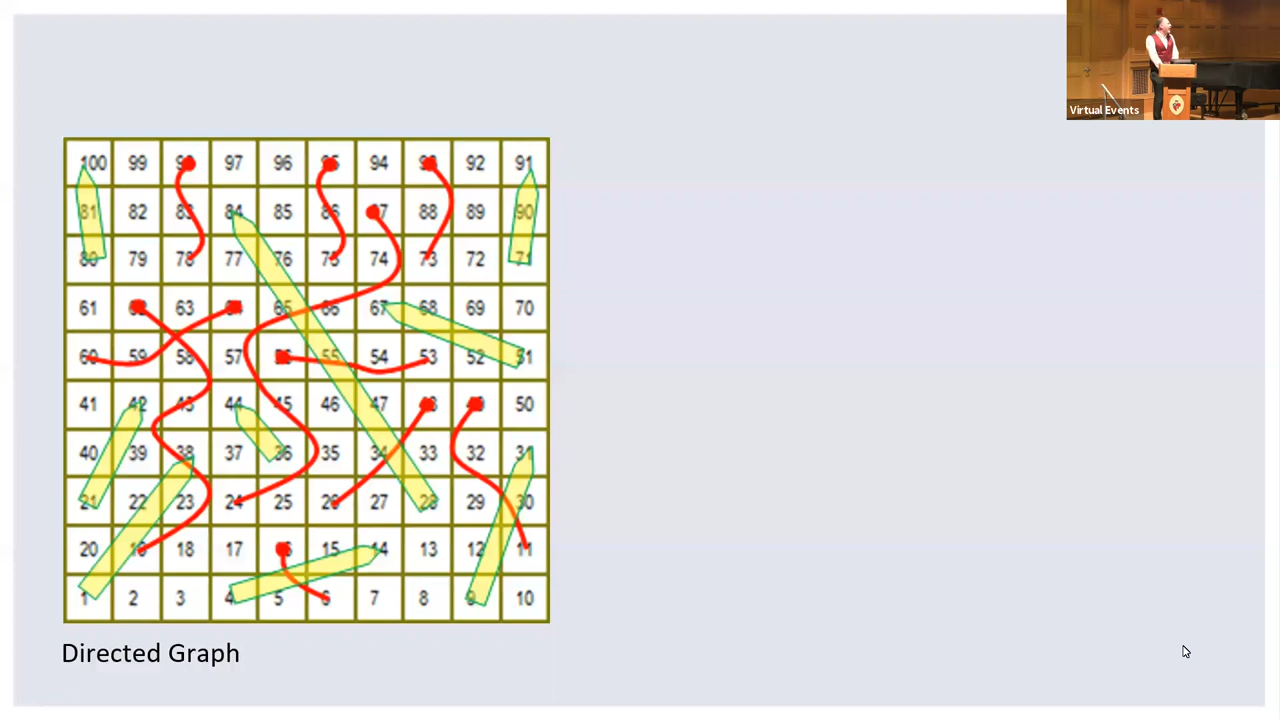 Virtual Events
100 99 97 96 95 94 92 91
81 82 83 84 85 86 88 89 90
80 79 78 77 76 75 74 73 72 71
61 62 63 64 65 66 67 68 69 70
60 59 58 57 55 54 53 52 51
41 42 43 44 45 46 47 48 49 50
40 39 38 37 36 35 34 33 32 31
21 22 23 24 25 26 27 28 29 30
20 19 18 17 15 14 13 12 11
1 2 3 4 5 6 7 8 9 10
Directed Graph